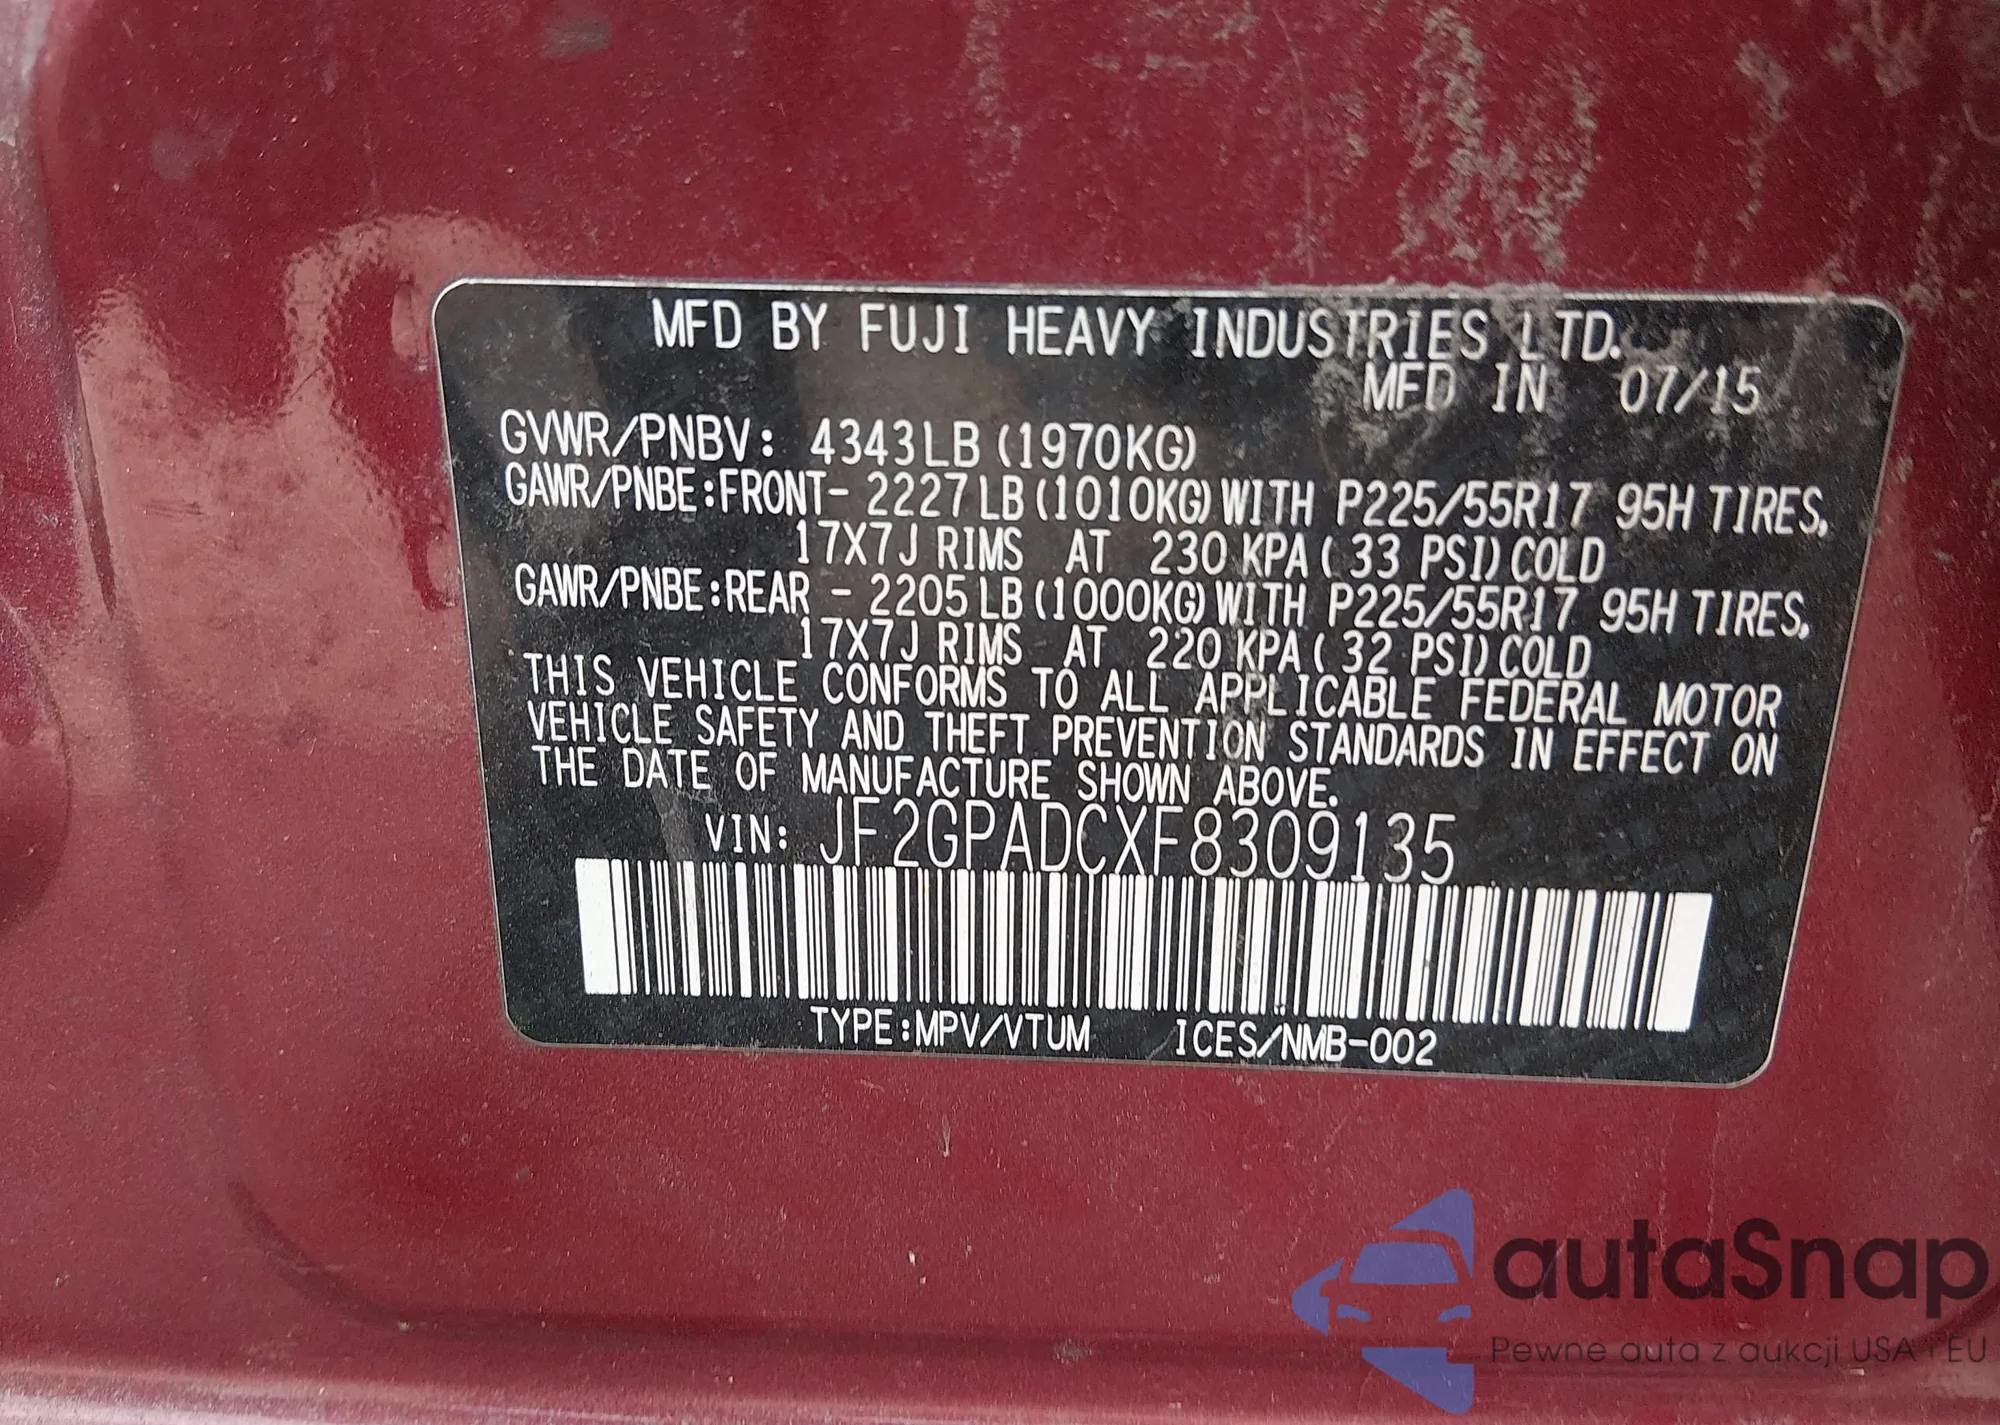 MFD BY FUJI HEAVY INDUSTRIES LTD.
MFD IN 07/15
GVWR/PNBV: 4343LB (1970KG)
GAWR/PNBE:FRONT- 2227LB(1010KG)WITH P225/55R17 95H TIRES,
17X7J RIMS AT 230 KPA( 33 PSI)COLD
GAWR/PNBE:REAR - 2205LB(1000KG)WITH P225/55R17 95H TIRES,
17X7J RIMS AT 220 KPA( 32 PSI)COLD
THIS VEHICLE CONFORMS TO ALL APPLICABLE FEDERAL MOTOR
VEHICLE SAFETY AND THEFT PREVENTION STANDARDS IN EFFECT ON
THE DATE OF MANUFACTURE SHOWN ABOVE.
VIN: JF2GPADCXF8309135
TYPE:MPV/VTUM ICES/NMB-002
autaSnap
Pewne auta z aukcji USA i EU